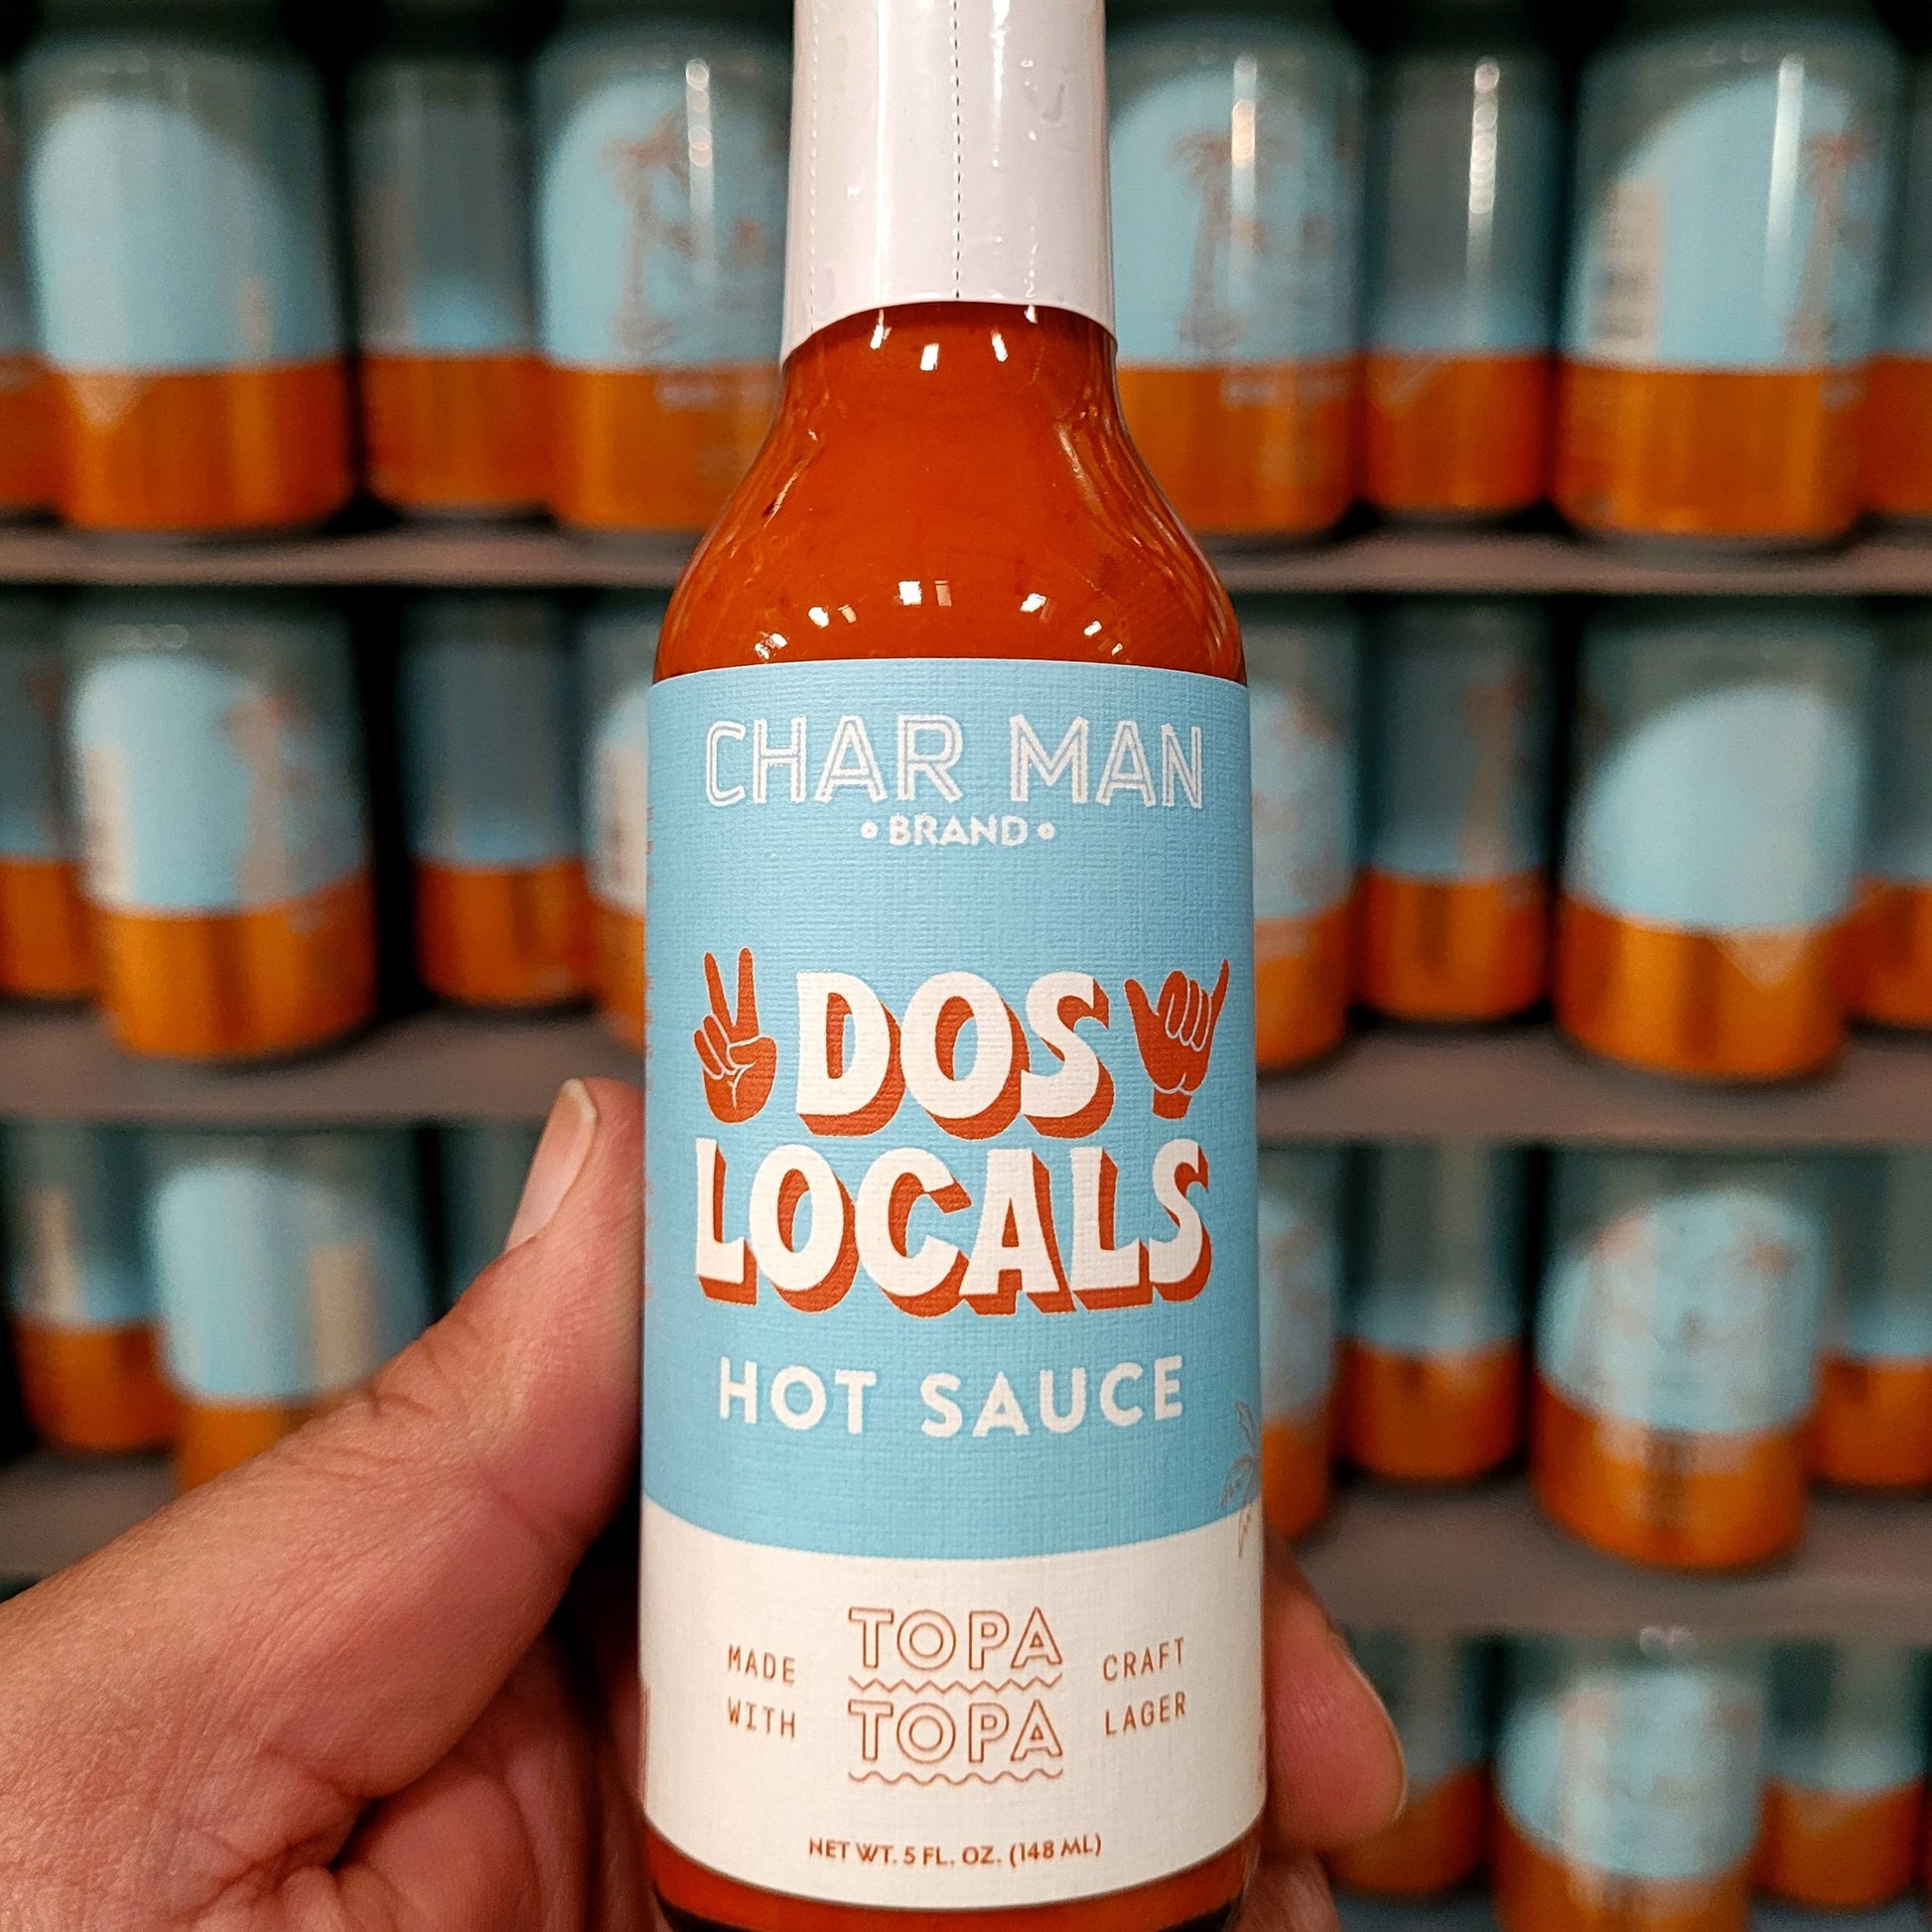 CHAR MAN
• BRAND •
DOS
LOCALS
HOT SAUCE
MADE WITH
TOPA
TOPA
CRAFT LAGER
NET WT. 5 FL. OZ. (148 ML)